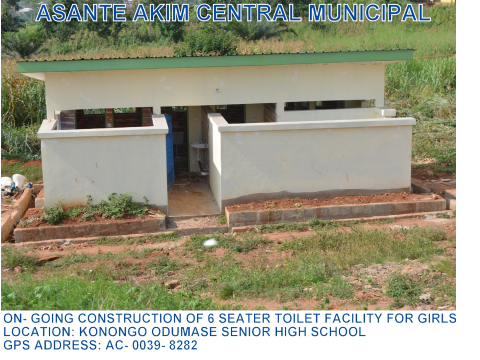 ASANTE AKIM CENTRAL MUNICIPAL
ON- GOING CONSTRUCTION OF 6 SEATER TOILET FACILITY FOR GIRLS
LOCATION: KONONGO ODUMASE SENIOR HIGH SCHOOL
GPS ADDRESS: AC- 0039- 8282